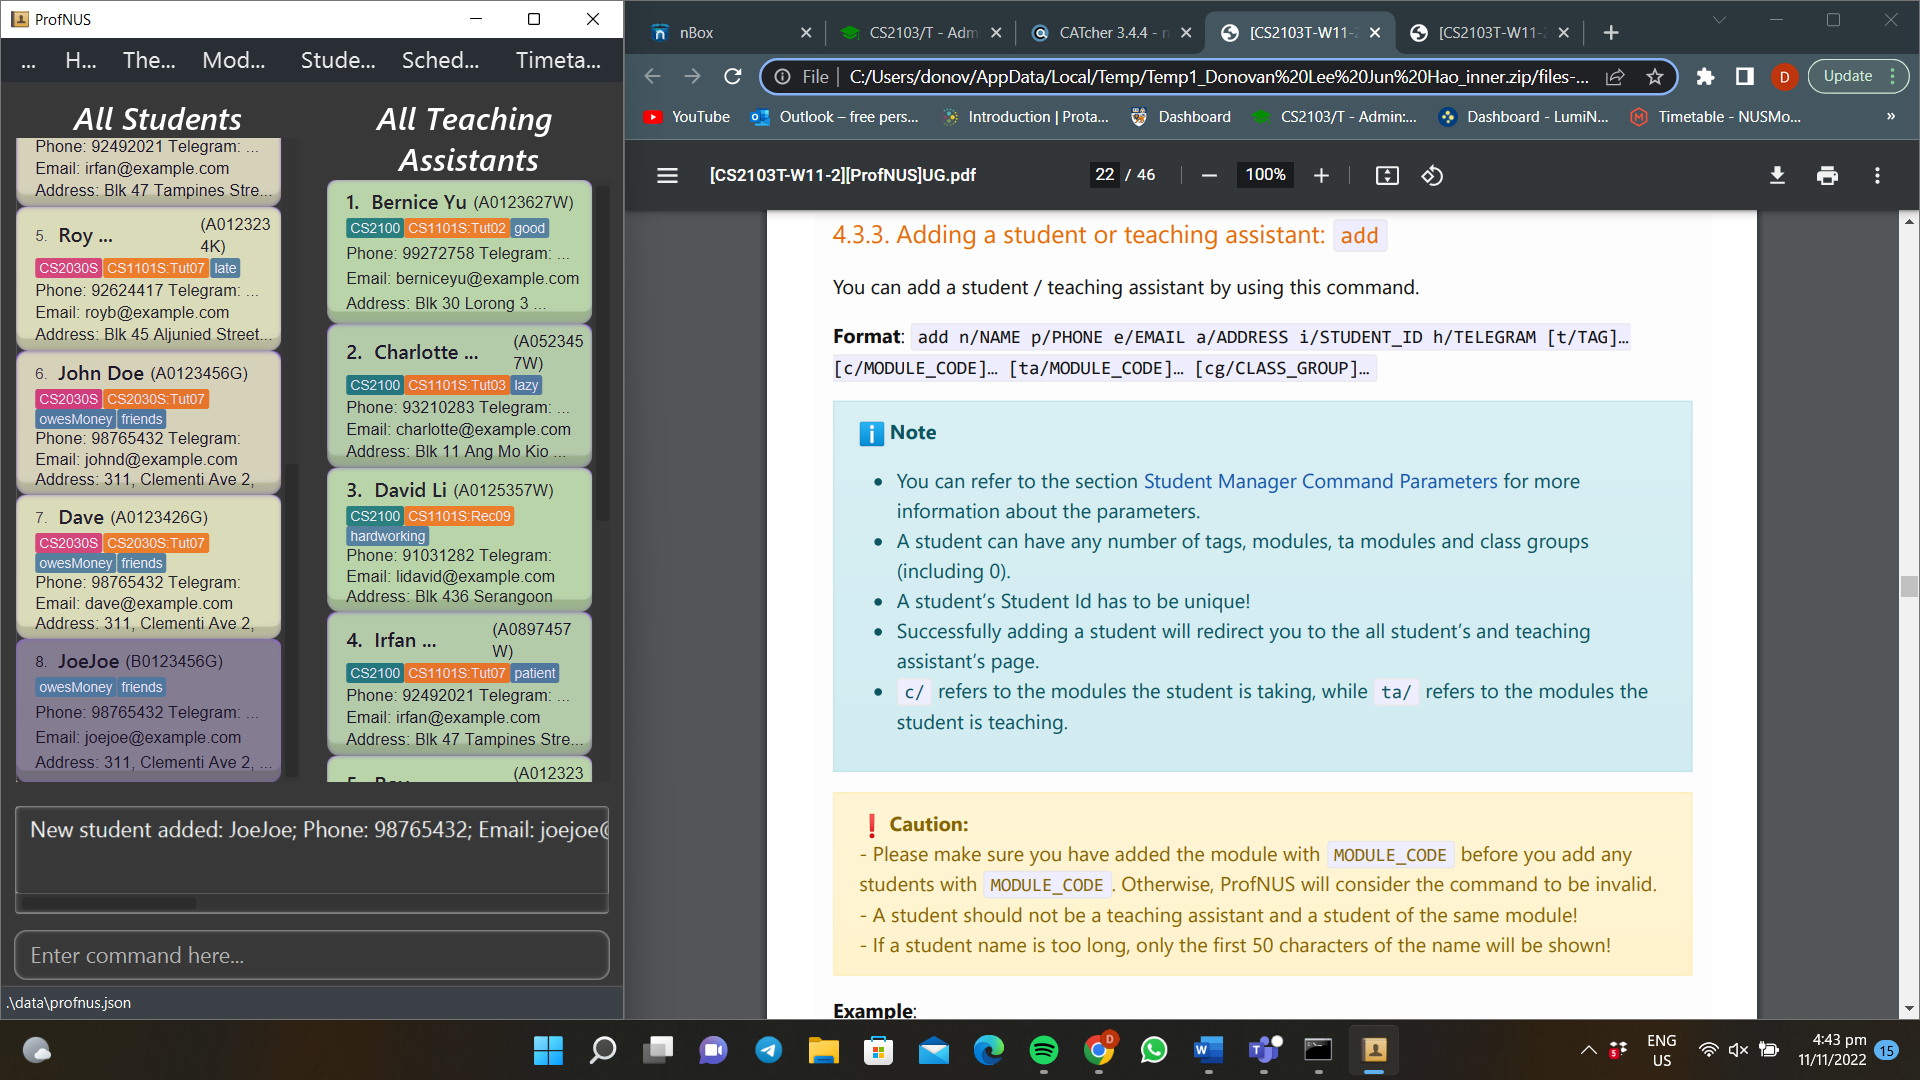 ProfNUS
... H... The... Mod... Stude... Sched... Timeta...
All Students
Phone: 92492021 Telegram: ...
Email: irfan@example.com
Address: Blk 47 Tampines Stre...
5. Roy ... (A012323
4K)
CS2030S CS1101S:Tut07 late
Phone: 92624417 Telegram: ...
Email: royb@example.com
Address: Blk 45 Aljunied Street...
6. John Doe (A0123456G)
CS2030S CS2030S:Tut07
owesMoney friends
Phone: 98765432 Telegram:
Email: johnd@example.com
Address: 311, Clementi Ave 2,
7. Dave (A0123426G)
CS2030S CS2030S:Tut07
owesMoney friends
Phone: 98765432 Telegram:
Email: dave@example.com
Address: 311, Clementi Ave 2,
8. JoeJoe (B0123456G)
owesMoney friends
Phone: 98765432 Telegram: ...
Email: joejoe@example.com
Address: 311, Clementi Ave 2, ...
All Teaching
Assistants
1. Bernice Yu (A0123627W)
CS2100 CS1101S:Tut02 good
Phone: 99272758 Telegram: ...
Email: berniceyu@example.com
Address: Blk 30 Lorong 3 ...
2. Charlotte ... (A052345
7W)
CS2100 CS1101S:Tut03 lazy
Phone: 93210283 Telegram: ...
Email: charlotte@example.com
Address: Blk 11 Ang Mo Kio ...
3. David Li (A0125357W)
CS2100 CS1101S:Rec09
hardworking
Phone: 91031282 Telegram:
Email: lidavid@example.com
Address: Blk 436 Serangoon
4. Irfan ... (A0897457
W)
CS2100 CS1101S:Tut07 patient
Phone: 92492021 Telegram: ...
Email: irfan@example.com
Address: Blk 47 Tampines Stre...
5. Roy (A012323
New student added: JoeJoe; Phone: 98765432; Email: joejoe@
Enter command here...
.\data\profnus.json
nBox CS2103/T - Adm CATcher 3.4.4 - n [CS2103T-W11-2 [CS2103T-W11-2
File C:/Users/donov/AppData/Local/Temp/Temp1_Donovan%20Lee%20Jun%20Hao_inner.zip/files-... D Update
YouTube Outlook – free pers... Introduction | Prota... Dashboard CS2103/T - Admin:... Dashboard - LumiN... Timetable - NUSMo... »
[CS2103T-W11-2][ProfNUS]UG.pdf 22 / 46 100%
4.3.3. Adding a student or teaching assistant: add
You can add a student / teaching assistant by using this command.
Format: add n/NAME p/PHONE e/EMAIL a/ADDRESS i/STUDENT_ID h/TELEGRAM [t/TAG]…
[c/MODULE_CODE]… [ta/MODULE_CODE]… [cg/CLASS_GROUP]…
i Note
• You can refer to the section Student Manager Command Parameters for more
information about the parameters.
• A student can have any number of tags, modules, ta modules and class groups
(including 0).
• A student’s Student Id has to be unique!
• Successfully adding a student will redirect you to the all student’s and teaching
assistant’s page.
• c/ refers to the modules the student is taking, while ta/ refers to the modules the
student is teaching.
❗ Caution:
- Please make sure you have added the module with MODULE_CODE before you add any
students with MODULE_CODE. Otherwise, ProfNUS will consider the command to be invalid.
- A student should not be a teaching assistant and a student of the same module!
- If a student name is too long, only the first 50 characters of the name will be shown!
Example:
ENG
US
4:43 pm
11/11/2022
15